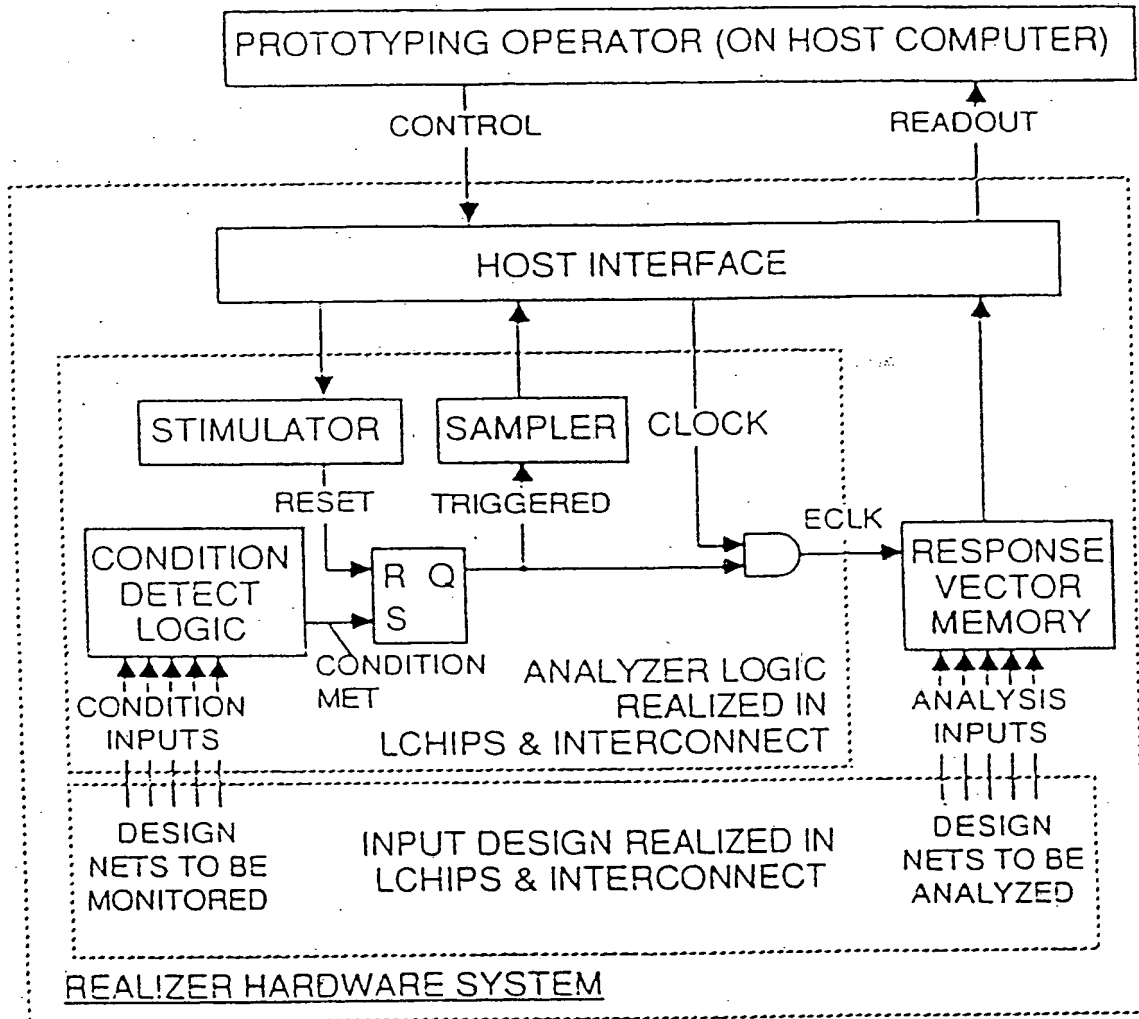 PROTOTYPING OPERATOR (ON HOST COMPUTER)
CONTROL
READOUT
HOST INTERFACE
STIMULATOR
SAMPLER
CLOCK
RESET
TRIGGERED
ECLK
CONDITION
DETECT
LOGIC
R Q
S
RESPONSE
VECTOR
MEMORY
CONDITION
MET
ANALYZER LOGIC
REALIZED IN
LCHIPS & INTERCONNECT
CONDITION
INPUTS
ANALYSIS
INPUTS
DESIGN
NETS TO BE
MONITORED
INPUT DESIGN REALIZED IN
LCHIPS & INTERCONNECT
DESIGN
NETS TO BE
ANALYZED
REALIZER HARDWARE SYSTEM